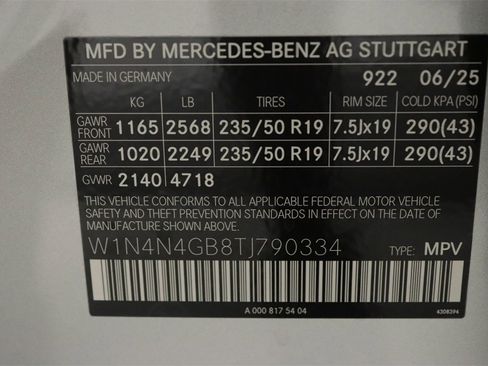 MFD BY MERCEDES-BENZ AG STUTTGART
MADE IN GERMANY 922 06/25
KG LB TIRES RIM SIZE COLD KPA (PSI)
GAWR FRONT 1165 2568 235/50 R19 7.5Jx19 290(43)
GAWR REAR 1020 2249 235/50 R19 7.5Jx19 290(43)
GVWR 2140 4718
THIS VEHICLE CONFORMS TO ALL APPLICABLE FEDERAL MOTOR VEHICLE
SAFETY AND THEFT PREVENTION STANDARDS IN EFFECT ON THE DATE
OF MANUFACTURE SHOWN ABOVE.
W1N4N4GB8TJ790334 TYPE: MPV
A 000 817 54 04 4308394